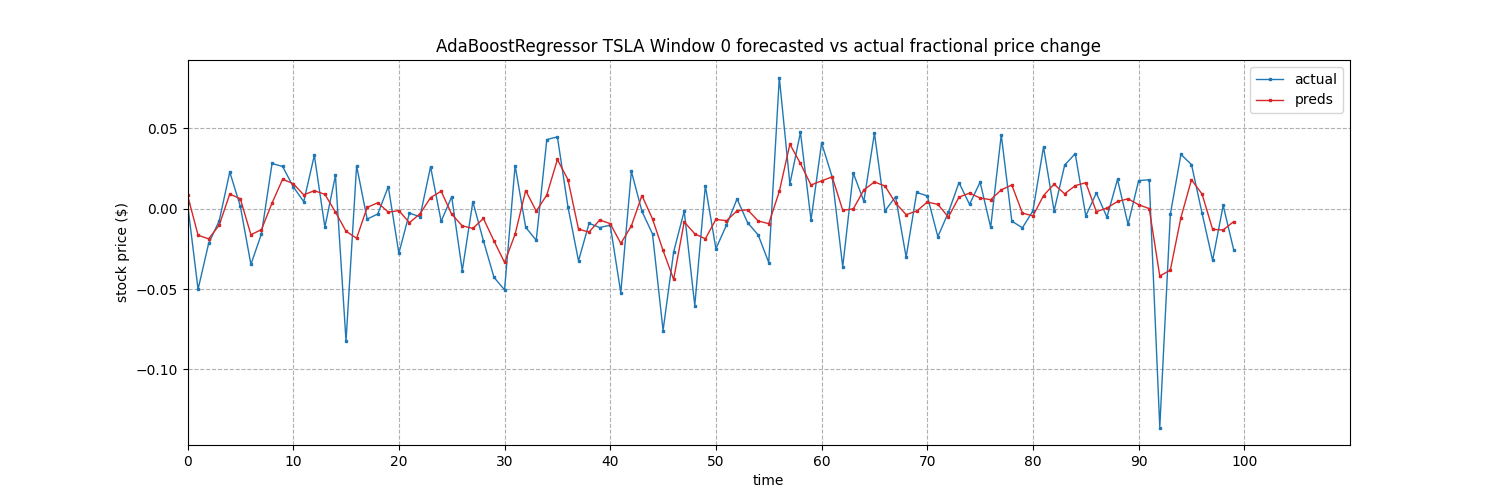 AdaBoostRegressor TSLA Window 0 forecasted vs actual fractional price change
actual
preds
stock price ($)
0.05
0.00
−0.05
−0.10
0 10 20 30 40 50 60 70 80 90 100
time